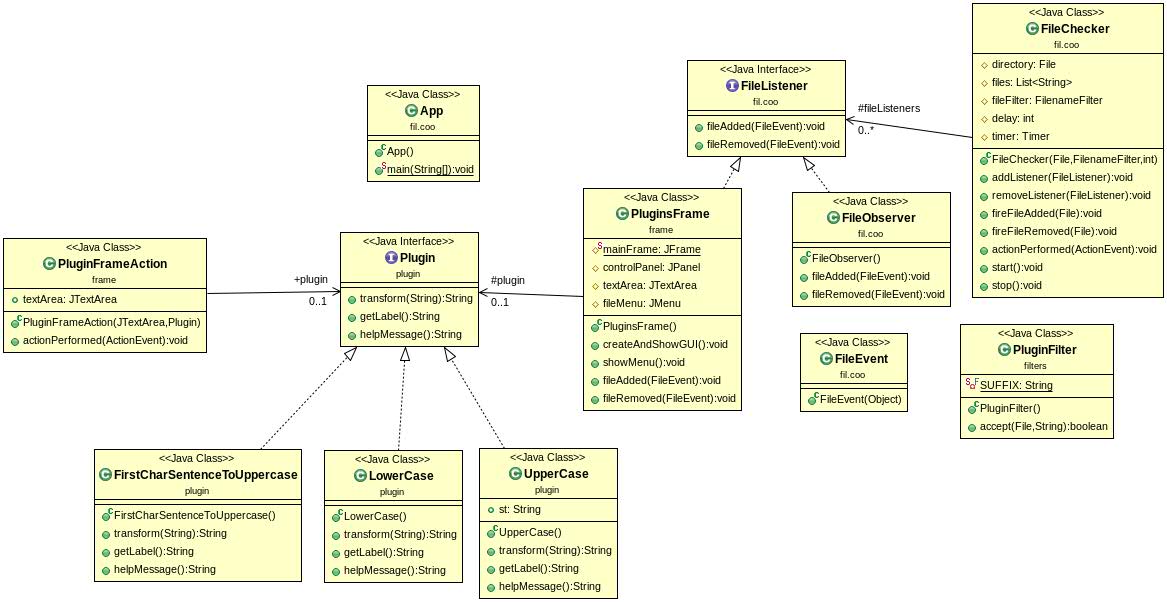 <<Java Class>>
FileChecker
fil.coo
directory: File
files: List<String>
fileFilter: FilenameFilter
delay: int
timer: Timer
FileChecker(File,FilenameFilter,int)
addListener(FileListener):void
removeListener(FileListener):void
fireFileAdded(File):void
fireFileRemoved(File):void
actionPerformed(ActionEvent):void
start():void
stop():void
<<Java Interface>>
FileListener
fil.coo
fileAdded(FileEvent):void
fileRemoved(FileEvent):void
#fileListeners
0..*
<<Java Class>>
App
fil.coo
App()
main(String[]):void
<<Java Class>>
PluginsFrame
frame
mainFrame: JFrame
controlPanel: JPanel
textArea: JTextArea
fileMenu: JMenu
PluginsFrame()
createAndShowGUI():void
showMenu():void
fileAdded(FileEvent):void
fileRemoved(FileEvent):void
<<Java Class>>
FileObserver
fil.coo
FileObserver()
fileAdded(FileEvent):void
fileRemoved(FileEvent):void
<<Java Class>>
PluginFrameAction
frame
textArea: JTextArea
PluginFrameAction(JTextArea,Plugin)
actionPerformed(ActionEvent):void
+plugin
0..1
<<Java Interface>>
Plugin
plugin
transform(String):String
getLabel():String
helpMessage():String
#plugin
0..1
<<Java Class>>
FileEvent
fil.coo
FileEvent(Object)
<<Java Class>>
PluginFilter
filters
SUFFIX: String
PluginFilter()
accept(File,String):boolean
<<Java Class>>
FirstCharSentenceToUppercase
plugin
FirstCharSentenceToUppercase()
transform(String):String
getLabel():String
helpMessage():String
<<Java Class>>
LowerCase
plugin
LowerCase()
transform(String):String
getLabel():String
helpMessage():String
<<Java Class>>
UpperCase
plugin
st: String
UpperCase()
transform(String):String
getLabel():String
helpMessage():String